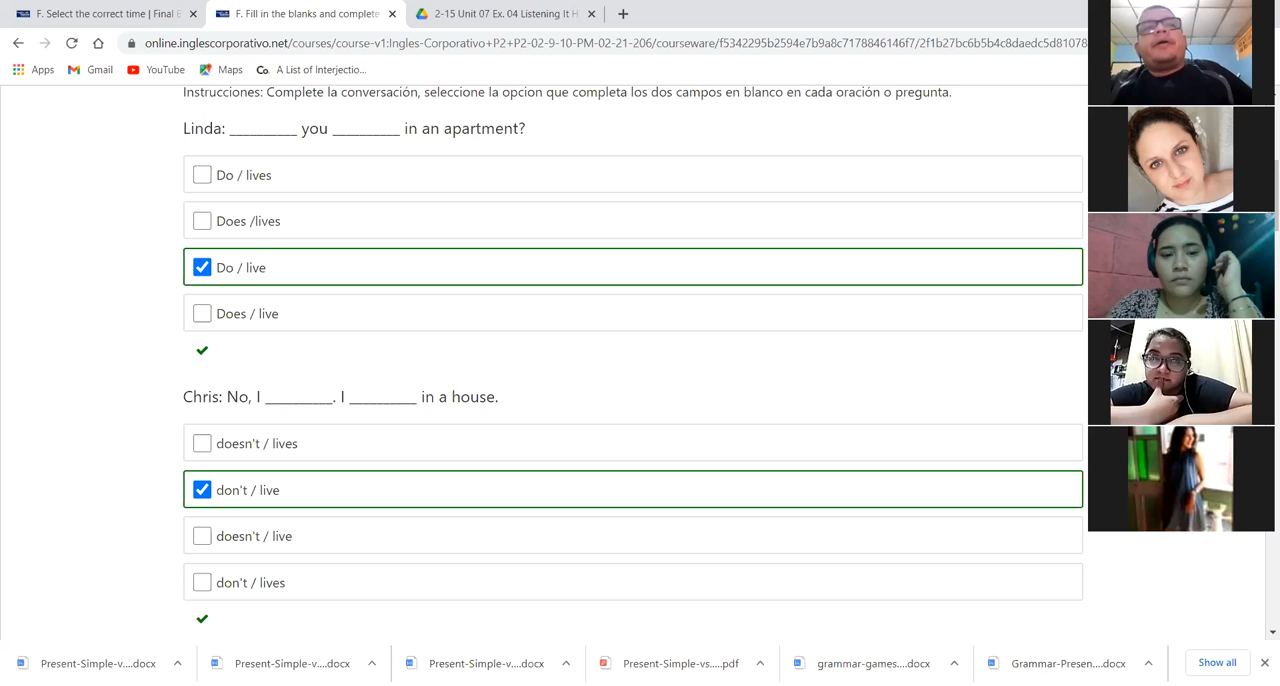 F. Select the correct time | Final E
F. Fill in the blanks and complete
2-15 Unit 07 Ex. 04 Listening It H
online.inglescorporativo.net/courses/course-v1:Ingles-Corporativo+P2+P2-02-9-10-PM-02-21-206/courseware/f5342295b2594e7b9a8c7178846146f7/2f1b27bc6b5b4c8daedc5d81078
Apps Gmail YouTube Maps Co. A List of Interjectio...
Instrucciones: Complete la conversación, seleccione la opcion que completa los dos campos en blanco en cada oración o pregunta.
Linda: __________ you __________ in an apartment?
Do / lives
Does /lives
Do / live
Does / live
Chris: No, I __________. I __________ in a house.
doesn't / lives
don't / live
doesn't / live
don't / lives
Present-Simple-v....docx Present-Simple-v....docx Present-Simple-v....docx Present-Simple-vs.....pdf grammar-games....docx Grammar-Presen....docx Show all